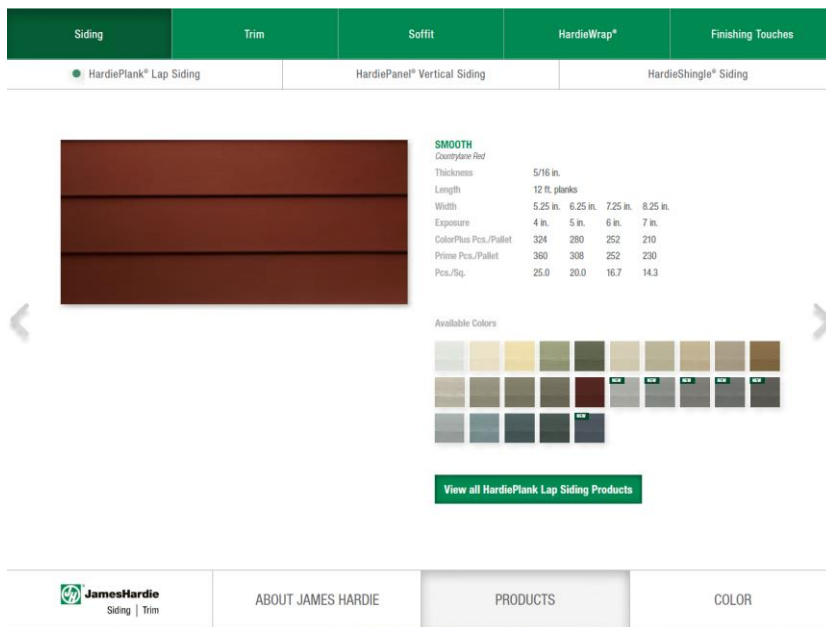 Siding Trim Soffit HardieWrap® Finishing Touches
HardiePlank® Lap Siding HardiePanel® Vertical Siding HardieShingle® Siding
SMOOTH
Countrylane Red
Thickness 5/16 in.
Length 12 ft. planks
Width 5.25 in. 6.25 in. 7.25 in. 8.25 in.
Exposure 4 in. 5 in. 6 in. 7 in.
ColorPlus Pcs./Pallet 324 280 252 210
Prime Pcs./Pallet 360 308 252 230
Pcs./Sq. 25.0 20.0 16.7 14.3
Available Colors
NEW NEW NEW NEW NEW
NEW
View all HardiePlank Lap Siding Products
JH JamesHardie
Siding | Trim
ABOUT JAMES HARDIE PRODUCTS COLOR